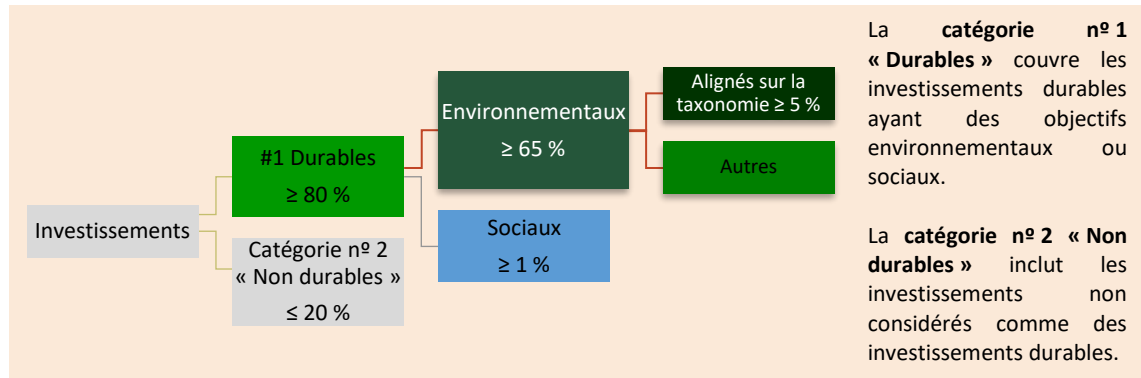 Investissements
#1 Durables
≥ 80 %
Catégorie nº 2
« Non durables »
≤ 20 %
Environnementaux
≥ 65 %
Sociaux
≥ 1 %
Alignés sur la
taxonomie ≥ 5 %
Autres
La catégorie nº 1
« Durables » couvre les
investissements durables
ayant des objectifs
environnementaux ou
sociaux.
La catégorie nº 2 « Non
durables » inclut les
investissements non
considérés comme des
investissements durables.